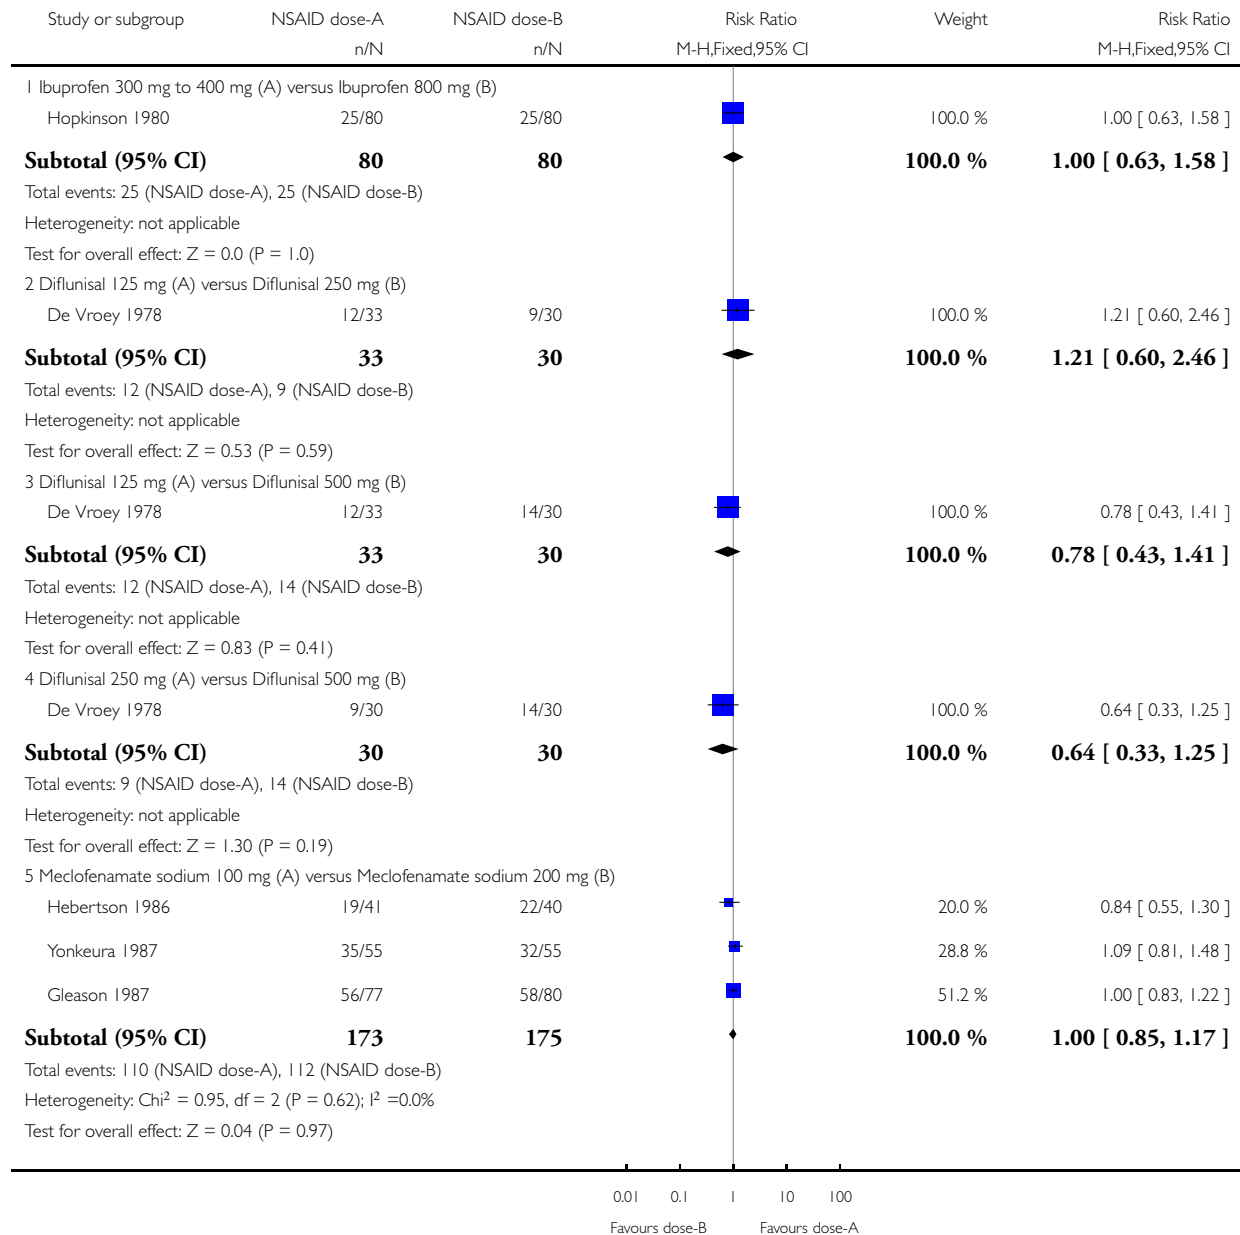 Study or subgroup NSAID dose-A NSAID dose-B Risk Ratio Weight Risk Ratio
n/N n/N M-H,Fixed,95% CI M-H,Fixed,95% CI
1 Ibuprofen 300 mg to 400 mg (A) versus Ibuprofen 800 mg (B)
Hopkinson 1980 25/80 25/80 100.0 % 1.00 [ 0.63, 1.58 ]
Subtotal (95% CI) 80 80 100.0 % 1.00 [ 0.63, 1.58 ]
Total events: 25 (NSAID dose-A), 25 (NSAID dose-B)
Heterogeneity: not applicable
Test for overall effect: Z = 0.0 (P = 1.0)
2 Diflunisal 125 mg (A) versus Diflunisal 250 mg (B)
De Vroey 1978 12/33 9/30 100.0 % 1.21 [ 0.60, 2.46 ]
Subtotal (95% CI) 33 30 100.0 % 1.21 [ 0.60, 2.46 ]
Total events: 12 (NSAID dose-A), 9 (NSAID dose-B)
Heterogeneity: not applicable
Test for overall effect: Z = 0.53 (P = 0.59)
3 Diflunisal 125 mg (A) versus Diflunisal 500 mg (B)
De Vroey 1978 12/33 14/30 100.0 % 0.78 [ 0.43, 1.41 ]
Subtotal (95% CI) 33 30 100.0 % 0.78 [ 0.43, 1.41 ]
Total events: 12 (NSAID dose-A), 14 (NSAID dose-B)
Heterogeneity: not applicable
Test for overall effect: Z = 0.83 (P = 0.41)
4 Diflunisal 250 mg (A) versus Diflunisal 500 mg (B)
De Vroey 1978 9/30 14/30 100.0 % 0.64 [ 0.33, 1.25 ]
Subtotal (95% CI) 30 30 100.0 % 0.64 [ 0.33, 1.25 ]
Total events: 9 (NSAID dose-A), 14 (NSAID dose-B)
Heterogeneity: not applicable
Test for overall effect: Z = 1.30 (P = 0.19)
5 Meclofenamate sodium 100 mg (A) versus Meclofenamate sodium 200 mg (B)
Hebertson 1986 19/41 22/40 20.0 % 0.84 [ 0.55, 1.30 ]
Yonkeura 1987 35/55 32/55 28.8 % 1.09 [ 0.81, 1.48 ]
Gleason 1987 56/77 58/80 51.2 % 1.00 [ 0.83, 1.22 ]
Subtotal (95% CI) 173 175 100.0 % 1.00 [ 0.85, 1.17 ]
Total events: 110 (NSAID dose-A), 112 (NSAID dose-B)
Heterogeneity: Chi² = 0.95, df = 2 (P = 0.62); I² =0.0%
Test for overall effect: Z = 0.04 (P = 0.97)
0.01 0.1 1 10 100
Favours dose-B Favours dose-A